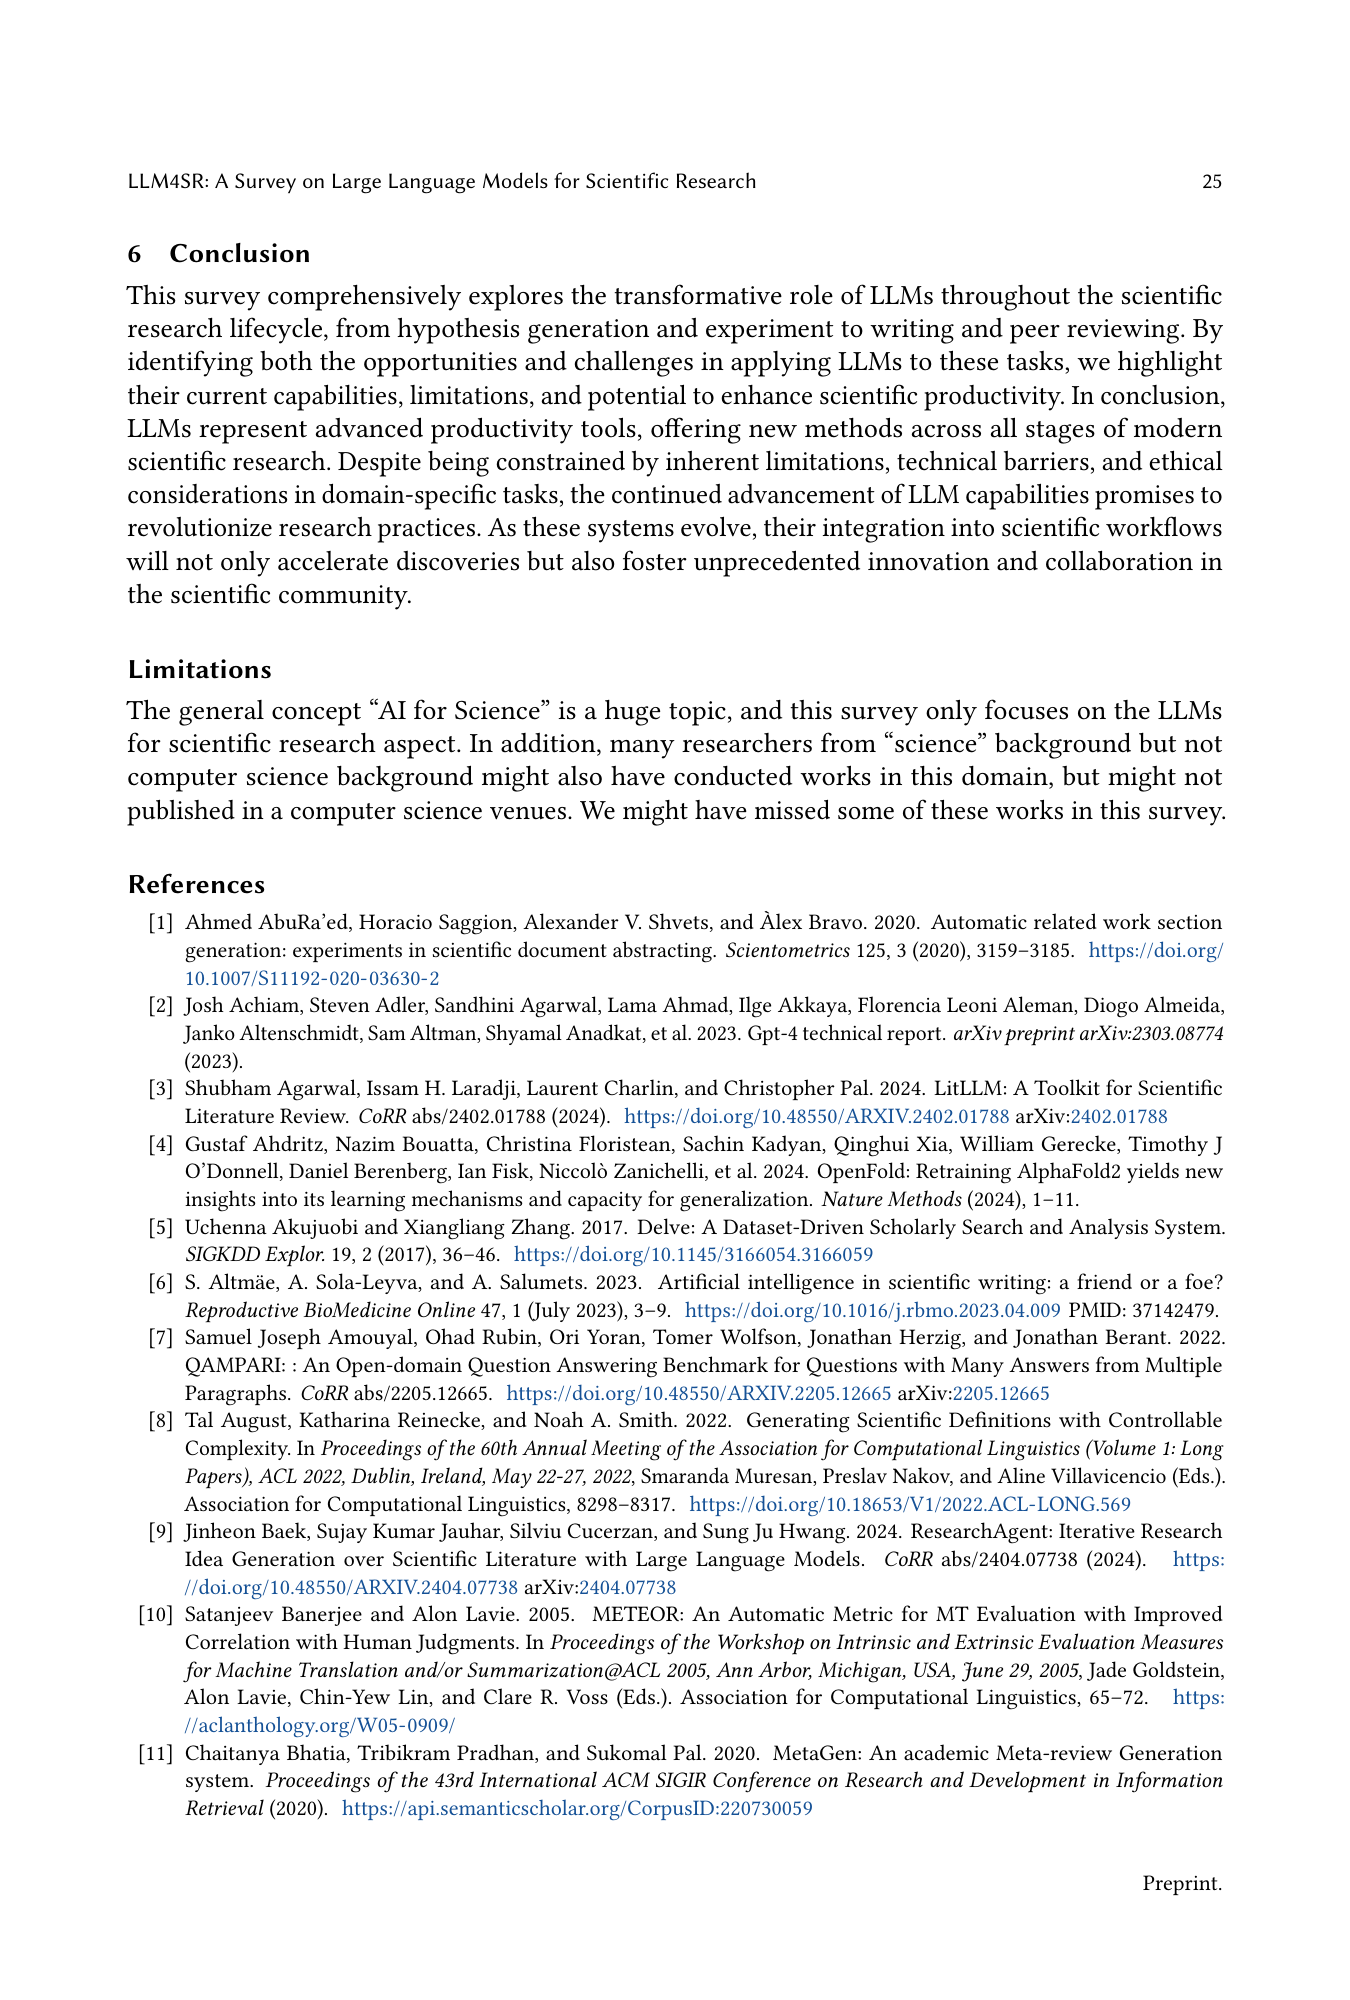 LLM4SR: A Survey on Large Language Models for Scientific Research 25
6 Conclusion
This survey comprehensively explores the transformative role of LLMs throughout the scientific
research lifecycle, from hypothesis generation and experiment to writing and peer reviewing. By
identifying both the opportunities and challenges in applying LLMs to these tasks, we highlight
their current capabilities, limitations, and potential to enhance scientific productivity. In conclusion,
LLMs represent advanced productivity tools, offering new methods across all stages of modern
scientific research. Despite being constrained by inherent limitations, technical barriers, and ethical
considerations in domain-specific tasks, the continued advancement of LLM capabilities promises to
revolutionize research practices. As these systems evolve, their integration into scientific workflows
will not only accelerate discoveries but also foster unprecedented innovation and collaboration in
the scientific community.
Limitations
The general concept “AI for Science” is a huge topic, and this survey only focuses on the LLMs
for scientific research aspect. In addition, many researchers from “science” background but not
computer science background might also have conducted works in this domain, but might not
published in a computer science venues. We might have missed some of these works in this survey.
References
[1] Ahmed AbuRa’ed, Horacio Saggion, Alexander V. Shvets, and Àlex Bravo. 2020. Automatic related work section
generation: experiments in scientific document abstracting. Scientometrics 125, 3 (2020), 3159–3185. https://doi.org/
10.1007/S11192-020-03630-2
[2] Josh Achiam, Steven Adler, Sandhini Agarwal, Lama Ahmad, Ilge Akkaya, Florencia Leoni Aleman, Diogo Almeida,
Janko Altenschmidt, Sam Altman, Shyamal Anadkat, et al. 2023. Gpt-4 technical report. arXiv preprint arXiv:2303.08774
(2023).
[3] Shubham Agarwal, Issam H. Laradji, Laurent Charlin, and Christopher Pal. 2024. LitLLM: A Toolkit for Scientific
Literature Review. CoRR abs/2402.01788 (2024). https://doi.org/10.48550/ARXIV.2402.01788 arXiv:2402.01788
[4] Gustaf Ahdritz, Nazim Bouatta, Christina Floristean, Sachin Kadyan, Qinghui Xia, William Gerecke, Timothy J
O’Donnell, Daniel Berenberg, Ian Fisk, Niccolò Zanichelli, et al. 2024. OpenFold: Retraining AlphaFold2 yields new
insights into its learning mechanisms and capacity for generalization. Nature Methods (2024), 1–11.
[5] Uchenna Akujuobi and Xiangliang Zhang. 2017. Delve: A Dataset-Driven Scholarly Search and Analysis System.
SIGKDD Explor. 19, 2 (2017), 36–46. https://doi.org/10.1145/3166054.3166059
[6] S. Altmäe, A. Sola-Leyva, and A. Salumets. 2023. Artificial intelligence in scientific writing: a friend or a foe?
Reproductive BioMedicine Online 47, 1 (July 2023), 3–9. https://doi.org/10.1016/j.rbmo.2023.04.009 PMID: 37142479.
[7] Samuel Joseph Amouyal, Ohad Rubin, Ori Yoran, Tomer Wolfson, Jonathan Herzig, and Jonathan Berant. 2022.
QAMPARI: : An Open-domain Question Answering Benchmark for Questions with Many Answers from Multiple
Paragraphs. CoRR abs/2205.12665. https://doi.org/10.48550/ARXIV.2205.12665 arXiv:2205.12665
[8] Tal August, Katharina Reinecke, and Noah A. Smith. 2022. Generating Scientific Definitions with Controllable
Complexity. In Proceedings of the 60th Annual Meeting of the Association for Computational Linguistics (Volume 1: Long
Papers), ACL 2022, Dublin, Ireland, May 22-27, 2022, Smaranda Muresan, Preslav Nakov, and Aline Villavicencio (Eds.).
Association for Computational Linguistics, 8298–8317. https://doi.org/10.18653/V1/2022.ACL-LONG.569
[9] Jinheon Baek, Sujay Kumar Jauhar, Silviu Cucerzan, and Sung Ju Hwang. 2024. ResearchAgent: Iterative Research
Idea Generation over Scientific Literature with Large Language Models. CoRR abs/2404.07738 (2024). https:
//doi.org/10.48550/ARXIV.2404.07738 arXiv:2404.07738
[10] Satanjeev Banerjee and Alon Lavie. 2005. METEOR: An Automatic Metric for MT Evaluation with Improved
Correlation with Human Judgments. In Proceedings of the Workshop on Intrinsic and Extrinsic Evaluation Measures
for Machine Translation and/or Summarization@ACL 2005, Ann Arbor, Michigan, USA, June 29, 2005, Jade Goldstein,
Alon Lavie, Chin-Yew Lin, and Clare R. Voss (Eds.). Association for Computational Linguistics, 65–72. https:
//aclanthology.org/W05-0909/
[11] Chaitanya Bhatia, Tribikram Pradhan, and Sukomal Pal. 2020. MetaGen: An academic Meta-review Generation
system. Proceedings of the 43rd International ACM SIGIR Conference on Research and Development in Information
Retrieval (2020). https://api.semanticscholar.org/CorpusID:220730059
Preprint.